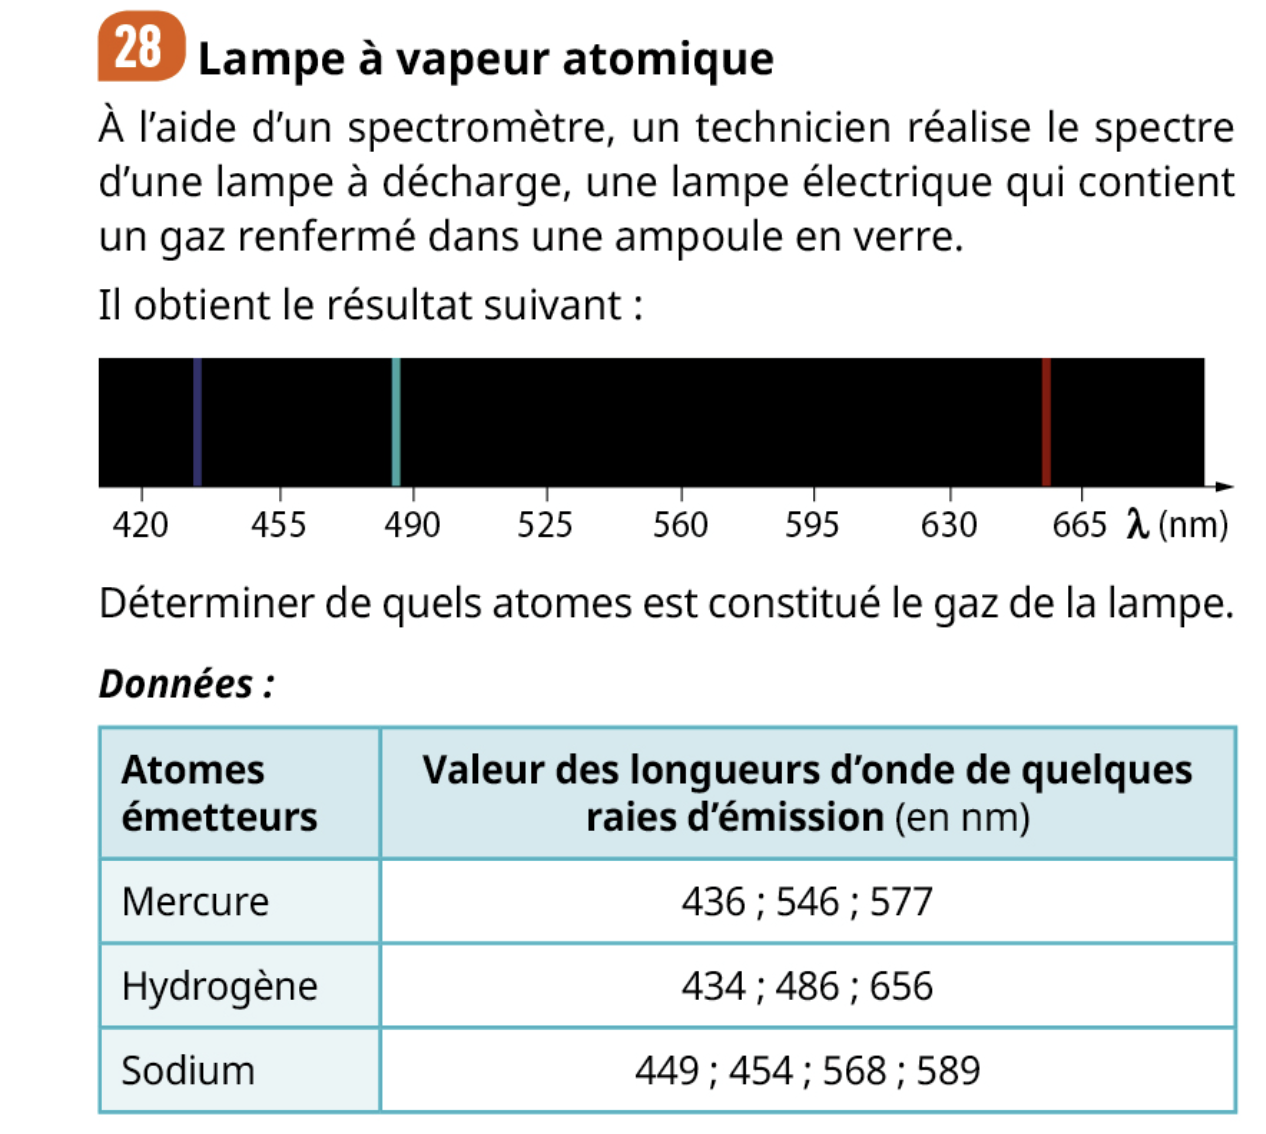 28 Lampe à vapeur atomique
À l’aide d’un spectromètre, un technicien réalise le spectre
d’une lampe à décharge, une lampe électrique qui contient
un gaz renfermé dans une ampoule en verre.
Il obtient le résultat suivant :
420 455 490 525 560 595 630 665 λ (nm)
Déterminer de quels atomes est constitué le gaz de la lampe.
Données :
Atomes
émetteurs
Valeur des longueurs d’onde de quelques
raies d’émission (en nm)
Mercure 436 ; 546 ; 577
Hydrogène 434 ; 486 ; 656
Sodium 449 ; 454 ; 568 ; 589